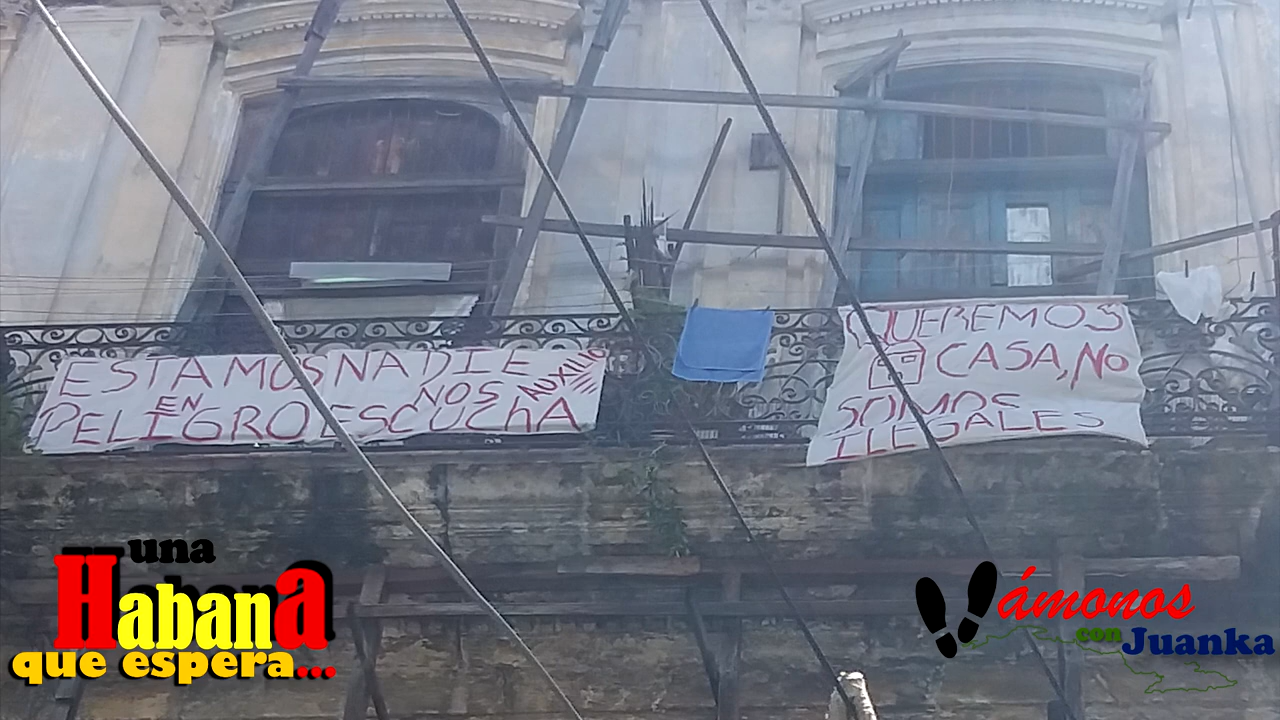 ESTAMOS NADIE
EN NOS AUXILIO
PELIGRO ESCUCHA
QUEREMOS
CASA, NO
SOMOS
ILEGALES
una
Habana
que espera...
Vámonos
con Juanka